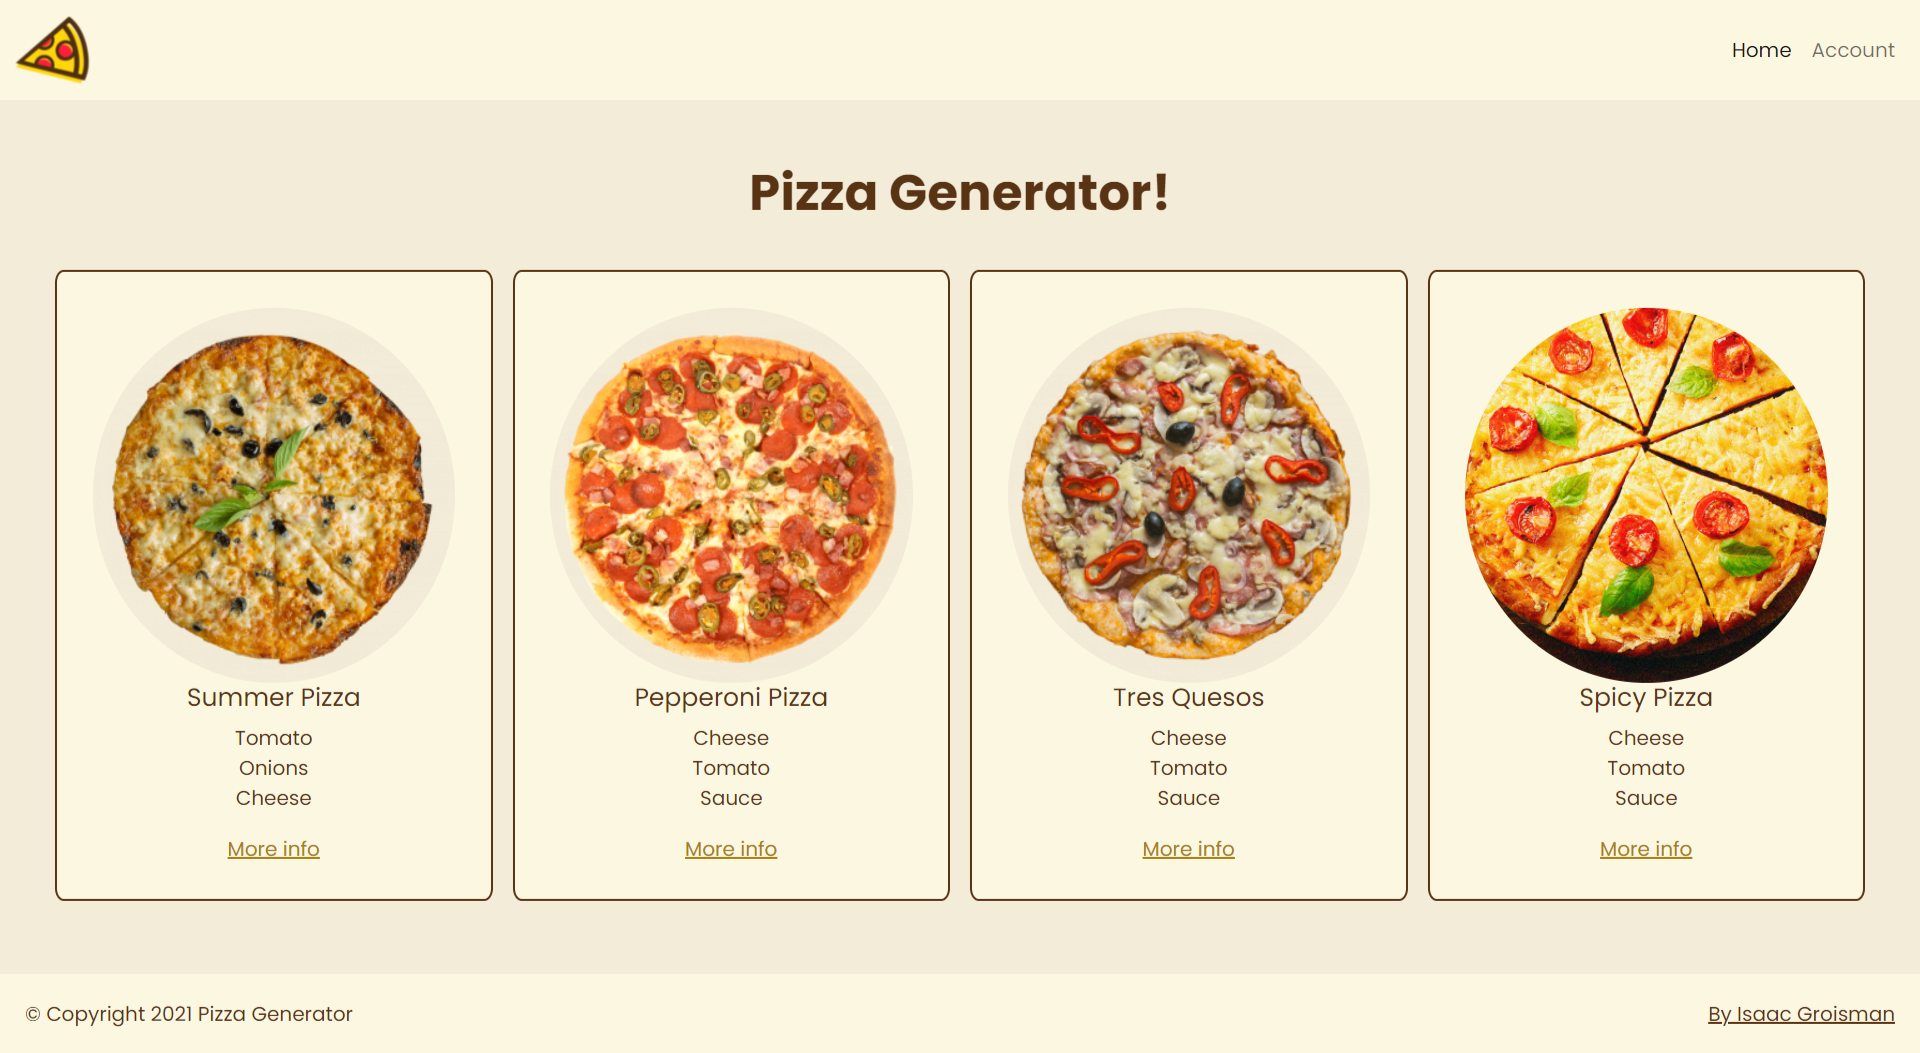 Home Account
Pizza Generator!
Summer Pizza
Tomato
Onions
Cheese
More info
Pepperoni Pizza
Cheese
Tomato
Sauce
More info
Tres Quesos
Cheese
Tomato
Sauce
More info
Spicy Pizza
Cheese
Tomato
Sauce
More info
© Copyright 2021 Pizza Generator
By Isaac Groisman